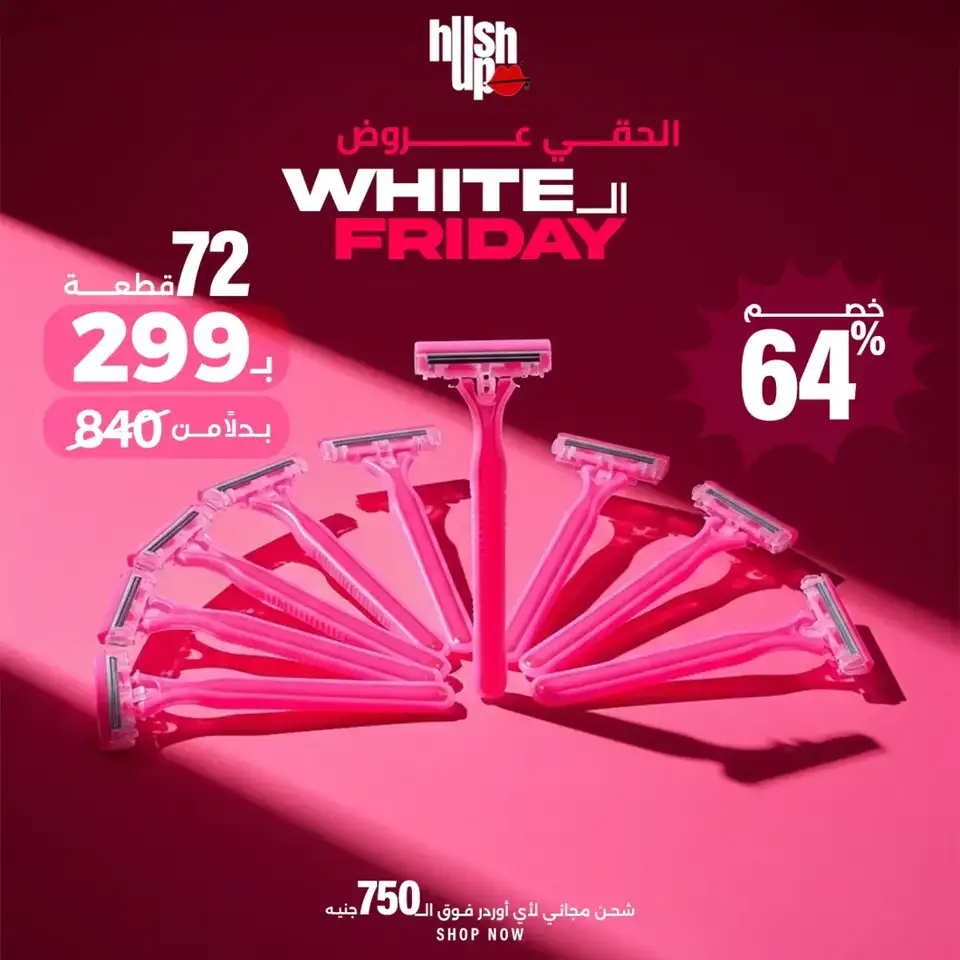 hush
up
الحقي عروض
الـ WHITE
FRIDAY
72 قطعة
بـ 299
بدلًا من 840
خصم
64%
شحن مجاني لأي أوردر فوق الـ 750 جنيه
SHOP NOW